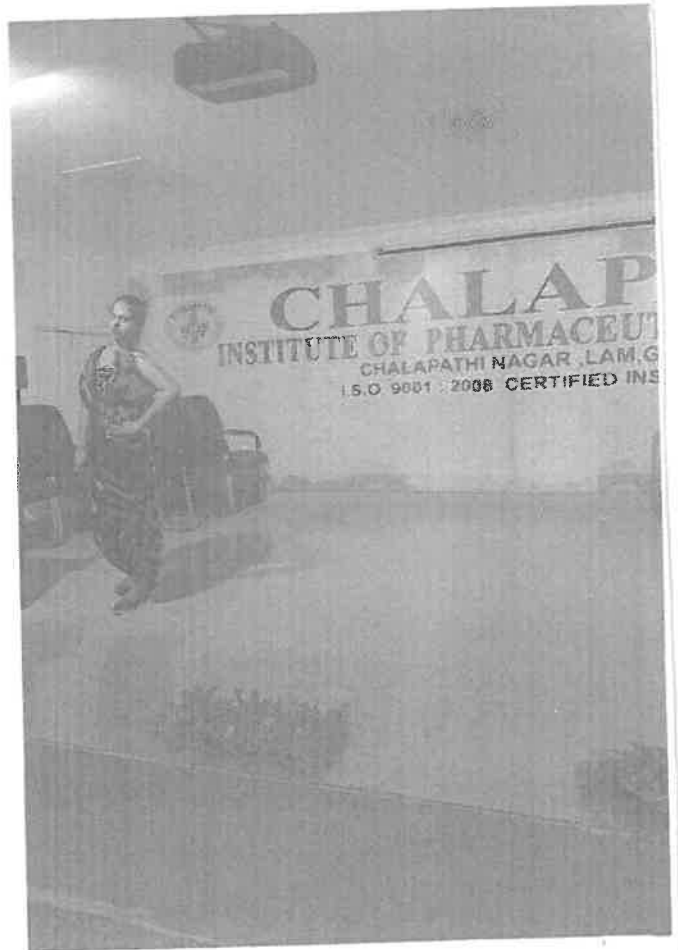 CHALAP
INSTITUTE OF PHARMACEUT
CHALAPATHI NAGAR ,LAM,G
I.S.O 9001 : 2008 CERTIFIED INS